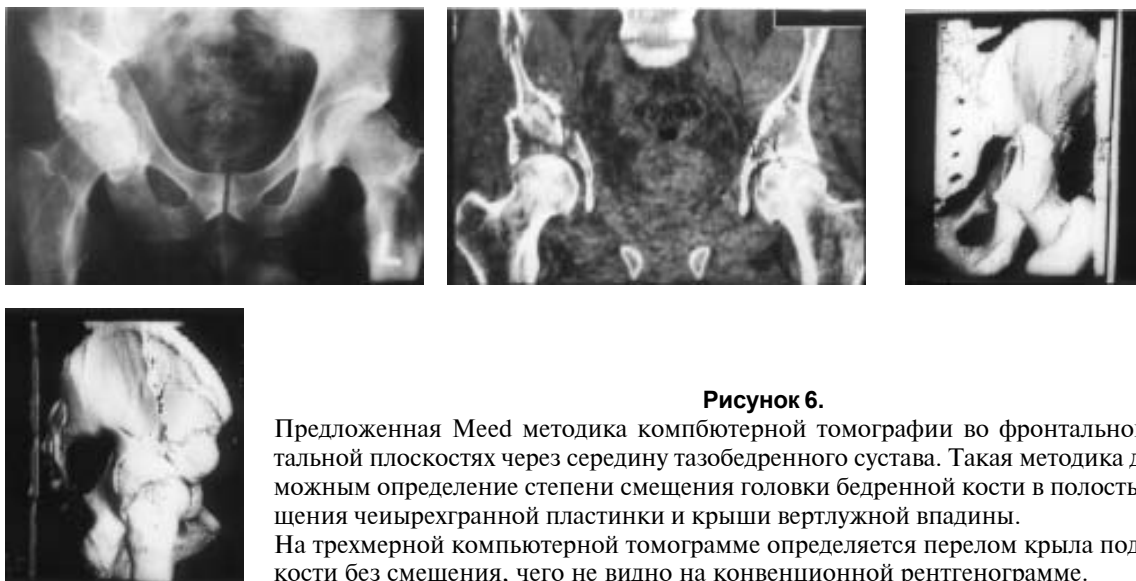 L
Рисунок 6.
Предложенная Meed методика компбютерной томографии во фронтально
тальной плоскостях через середину тазобедренного сустава. Такая методика д
можным определение степени смещения головки бедренной кости в полость
щения чеиырехгранной пластинки и крыши вертлужной впадины.
На трехмерной компьютерной томограмме определяется перелом крыла под
кости без смещения, чего не видно на конвенционной рентгенограмме.